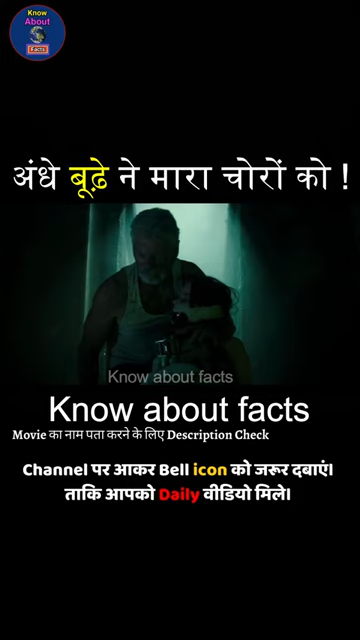 Know
About
Facts
अंधे बूढ़े ने मारा चोरों को !
Know about facts
Know about facts
Movie का नाम पता करने के लिए Description Check
Channel पर आकर Bell icon को जरूर दबाएं।
ताकि आपको Daily वीडियो मिले।